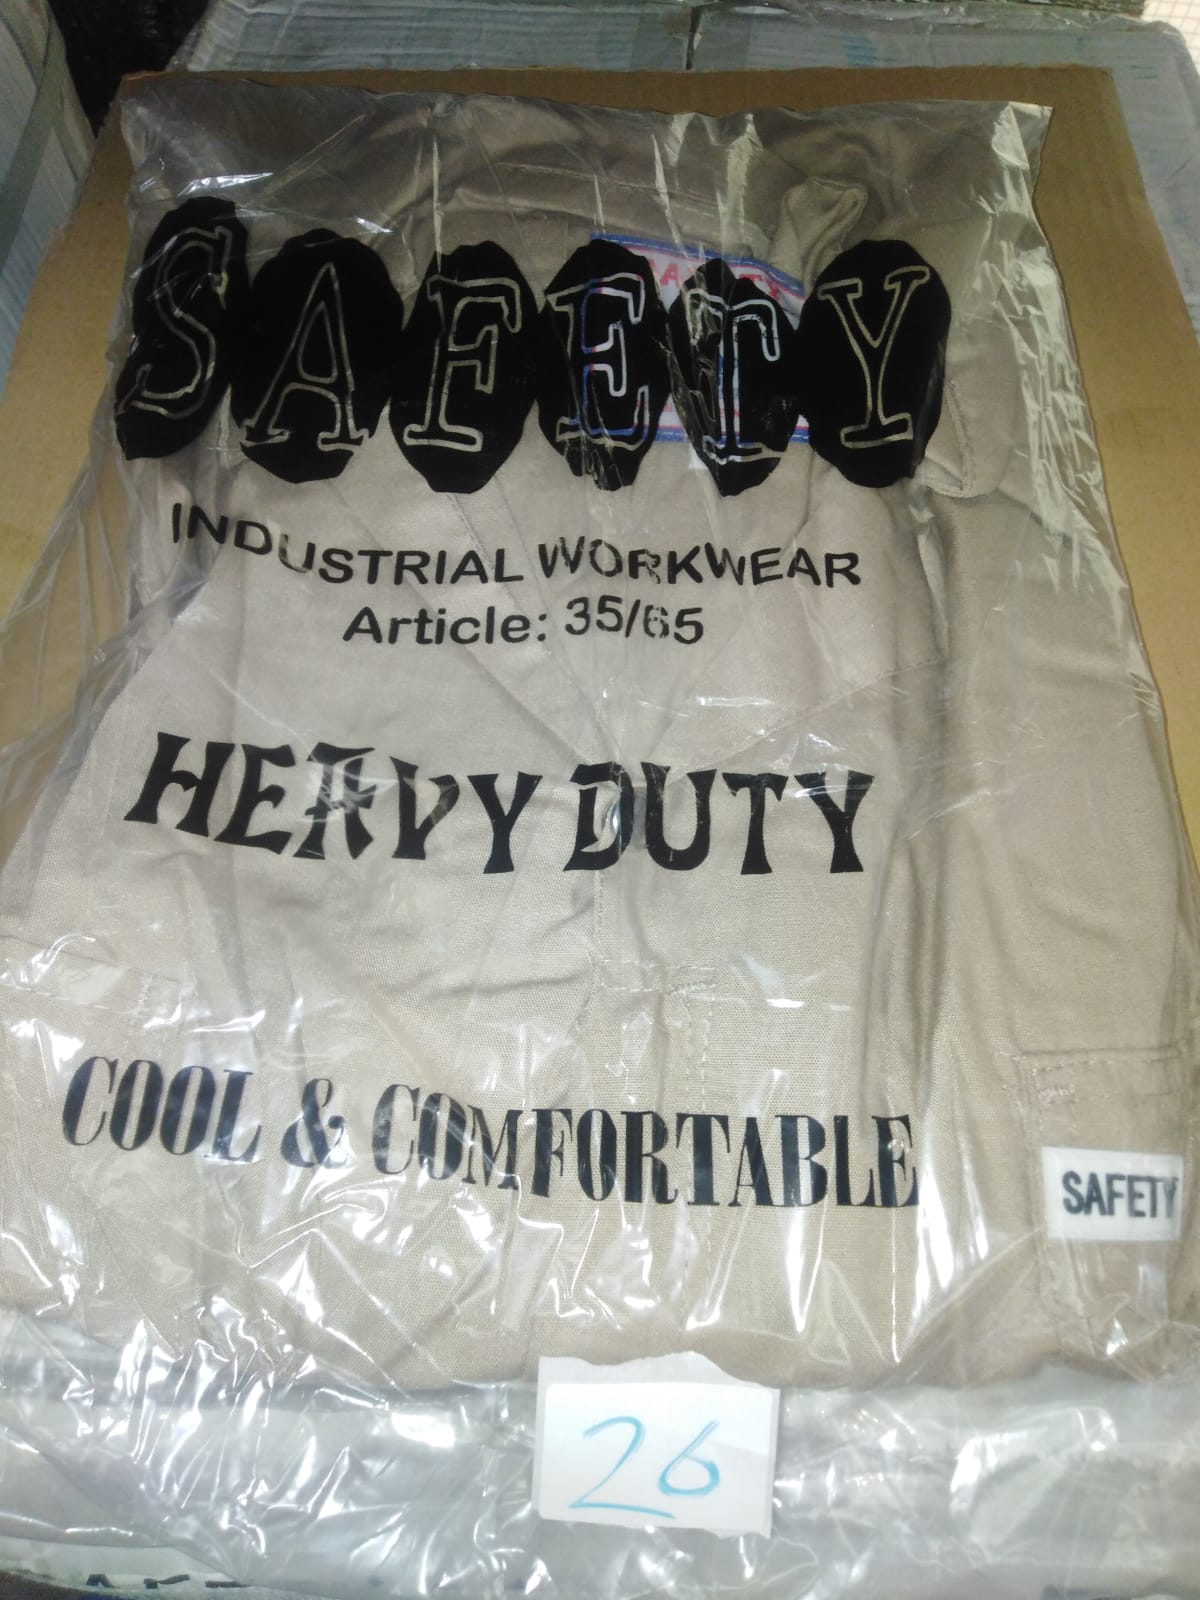 SAFETY
INDUSTRIAL WORKWEAR
Article: 35/65
HEAVY DUTY
COOL & COMFORTABLE
SAFETY
26